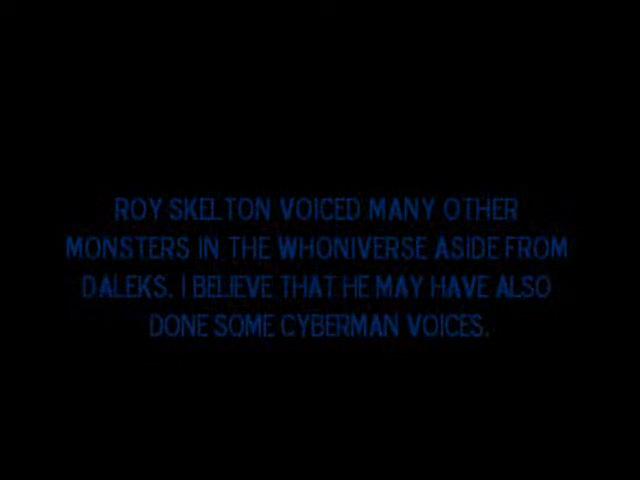 ROY SKELTON VOICED MANY OTHER
MONSTERS IN THE WHONIVERSE ASIDE FROM
DALEKS. I BELIEVE THAT HE MAY HAVE ALSO
DONE SOME CYBERMAN VOICES.